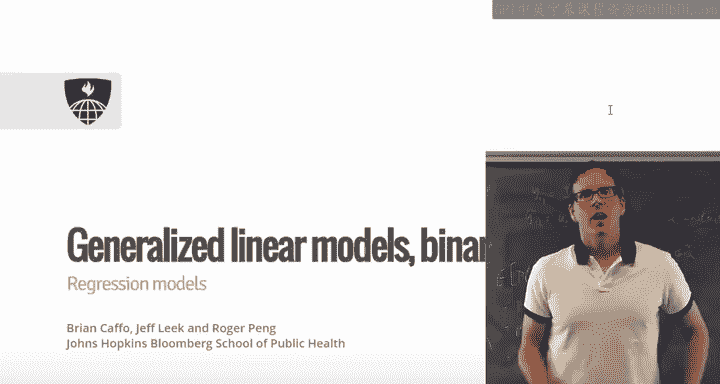 Generalized linear models, binar
Regression models
Brian Caffo, Jeff Leek and Roger Peng
Johns Hopkins Bloomberg School of Public Health